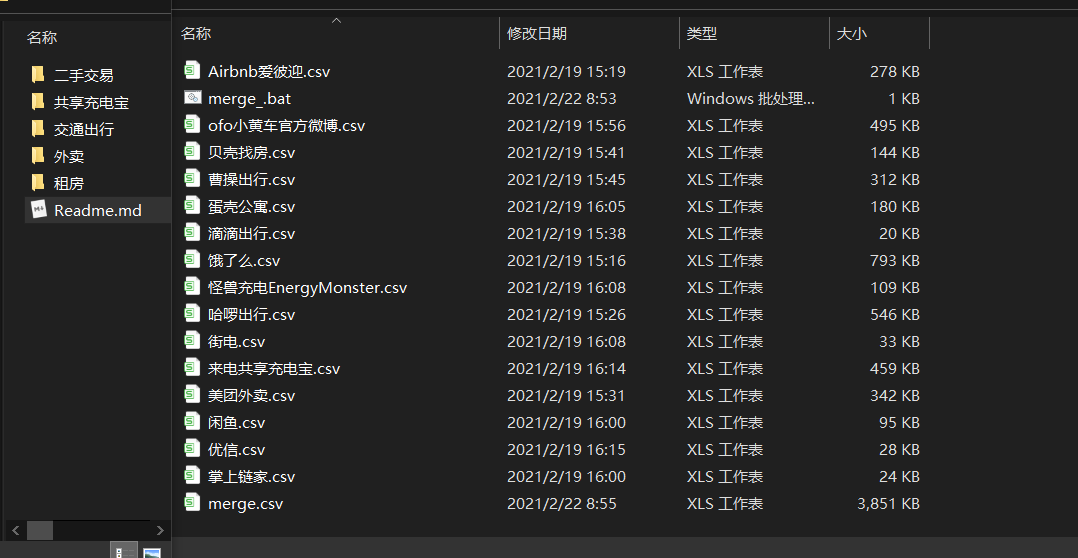 名称
二手交易
共享充电宝
交通出行
外卖
租房
Readme.md
名称 修改日期 类型 大小
Airbnb爱彼迎.csv 2021/2/19 15:19 XLS 工作表 278 KB
merge_.bat 2021/2/22 8:53 Windows 批处理... 1 KB
ofo小黄车官方微博.csv 2021/2/19 15:56 XLS 工作表 495 KB
贝壳找房.csv 2021/2/19 15:41 XLS 工作表 144 KB
曹操出行.csv 2021/2/19 15:45 XLS 工作表 312 KB
蛋壳公寓.csv 2021/2/19 16:05 XLS 工作表 180 KB
滴滴出行.csv 2021/2/19 15:38 XLS 工作表 20 KB
饿了么.csv 2021/2/19 15:16 XLS 工作表 793 KB
怪兽充电EnergyMonster.csv 2021/2/19 16:08 XLS 工作表 109 KB
哈啰出行.csv 2021/2/19 15:26 XLS 工作表 546 KB
街电.csv 2021/2/19 16:08 XLS 工作表 33 KB
来电共享充电宝.csv 2021/2/19 16:14 XLS 工作表 459 KB
美团外卖.csv 2021/2/19 15:31 XLS 工作表 342 KB
闲鱼.csv 2021/2/19 16:00 XLS 工作表 95 KB
优信.csv 2021/2/19 16:15 XLS 工作表 28 KB
掌上链家.csv 2021/2/19 16:00 XLS 工作表 24 KB
merge.csv 2021/2/22 8:55 XLS 工作表 3,851 KB